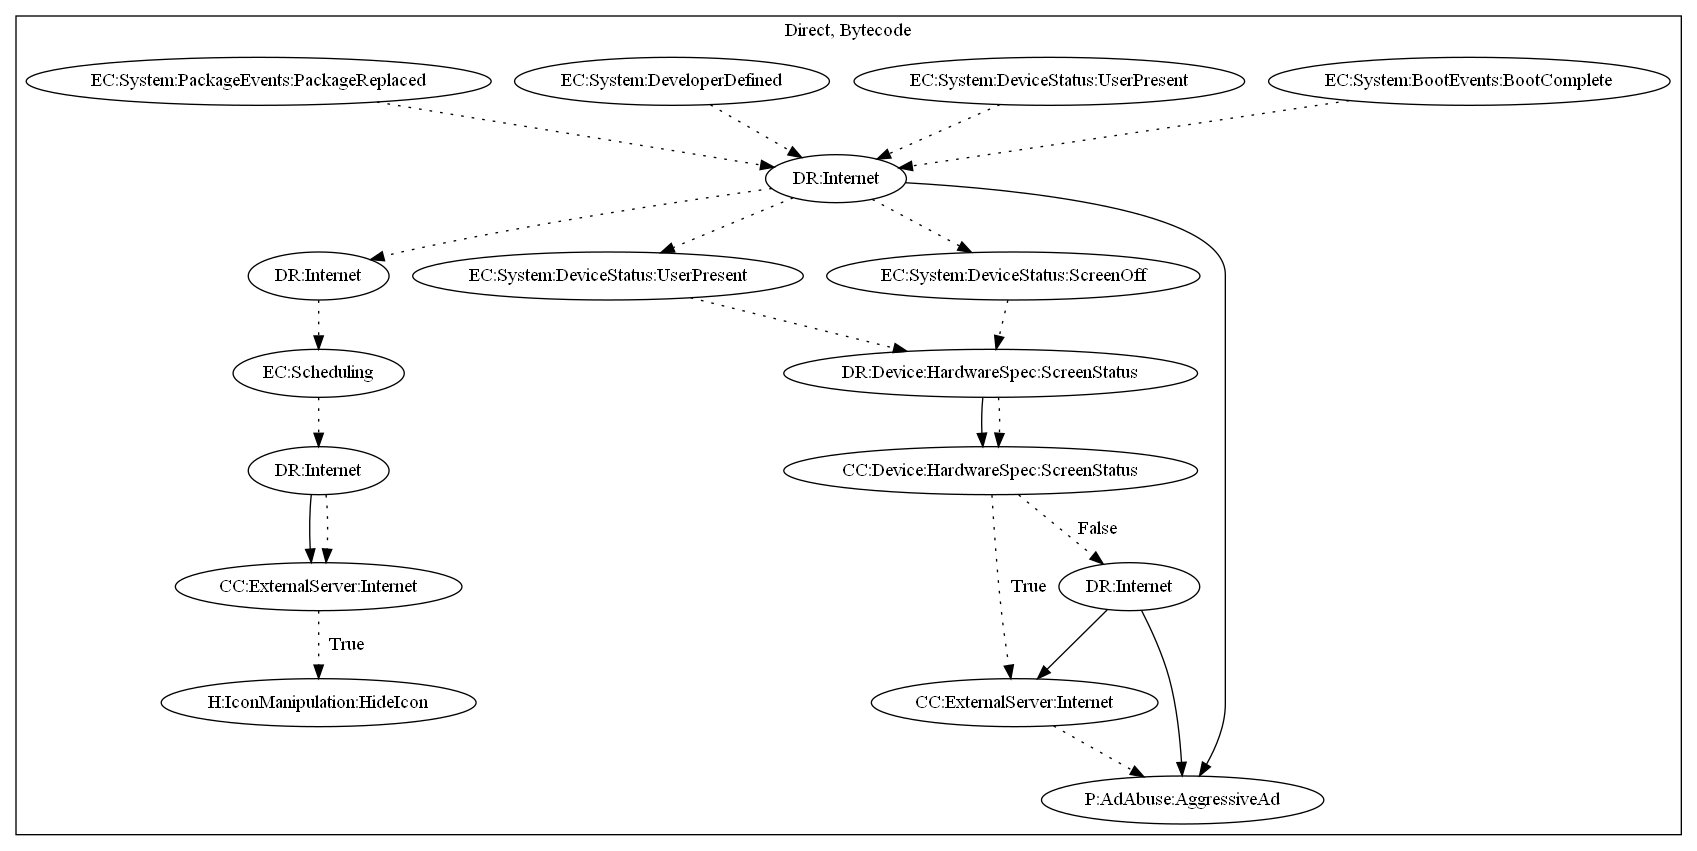 Direct, Bytecode
EC:System:PackageEvents:PackageReplaced
EC:System:DeveloperDefined
EC:System:DeviceStatus:UserPresent
EC:System:BootEvents:BootComplete
DR:Internet
DR:Internet
EC:System:DeviceStatus:UserPresent
EC:System:DeviceStatus:ScreenOff
EC:Scheduling
DR:Device:HardwareSpec:ScreenStatus
DR:Internet
CC:Device:HardwareSpec:ScreenStatus
False
CC:ExternalServer:Internet
True
DR:Internet
True
H:IconManipulation:HideIcon
CC:ExternalServer:Internet
P:AdAbuse:AggressiveAd